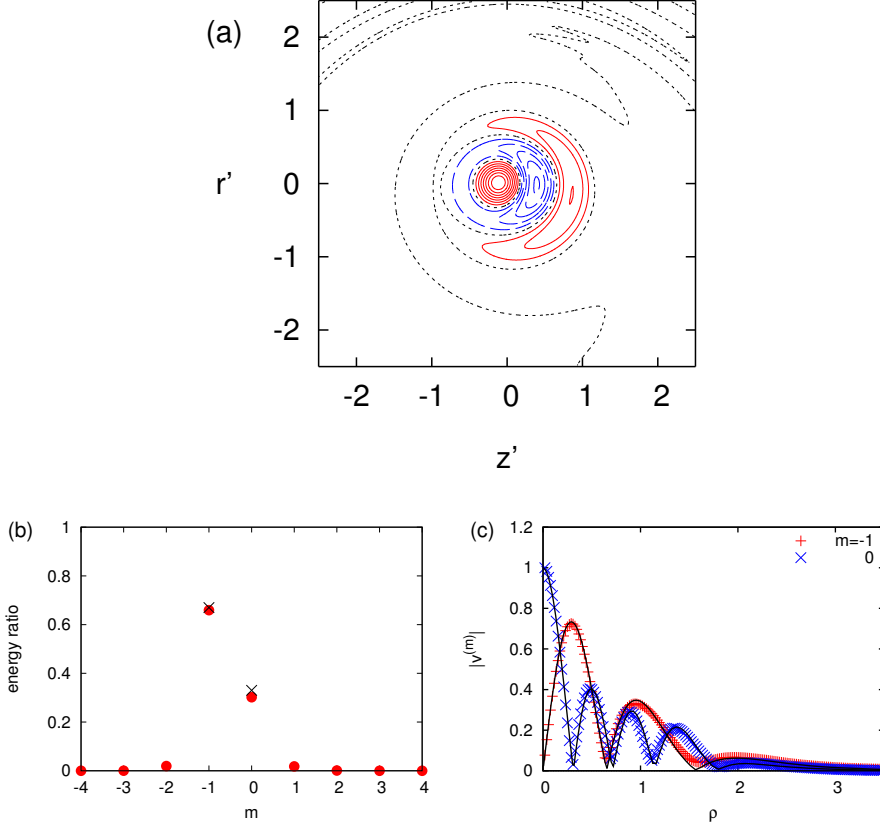 (a)
2
1
0
-1
-2
r'
-2 -1 0 1 2
z'
(b)
1
0.8
0.6
0.4
0.2
0
energy ratio
-4 -3 -2 -1 0 1 2 3 4
m
(c)
1.2
1
0.8
0.6
0.4
0.2
0
|v^(m)|
m=-1
0
0 1 2 3
ρ